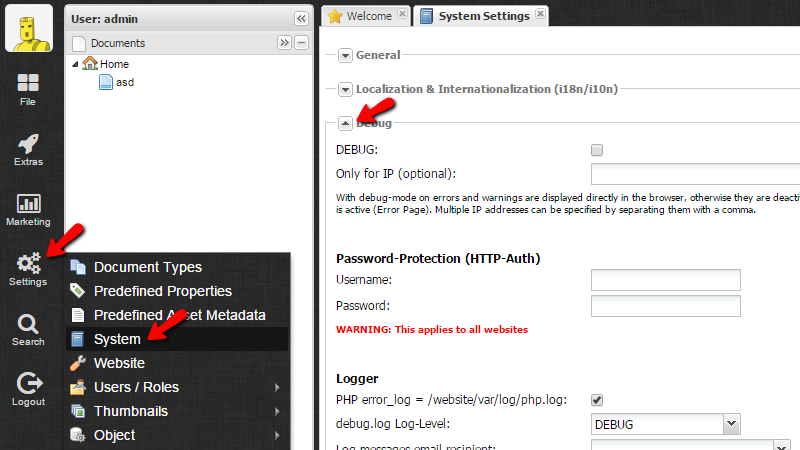 User: admin
Documents
Home
asd
File
Extras
Marketing
Settings
Search
Logout
Document Types
Predefined Properties
Predefined Asset Metadata
System
Website
Users / Roles
Thumbnails
Object
Welcome
System Settings
General
Localization & Internationalization (i18n/i10n)
Debug
DEBUG:
Only for IP (optional):
With debug-mode on errors and warnings are displayed directly in the browser, otherwise they are deacti
is active (Error Page). Multiple IP addresses can be specified by separating them with a comma.
Password-Protection (HTTP-Auth)
Username:
Password:
WARNING: This applies to all websites
Logger
PHP error_log = /website/var/log/php.log:
debug.log Log-Level:
DEBUG
Log messages email recipient: